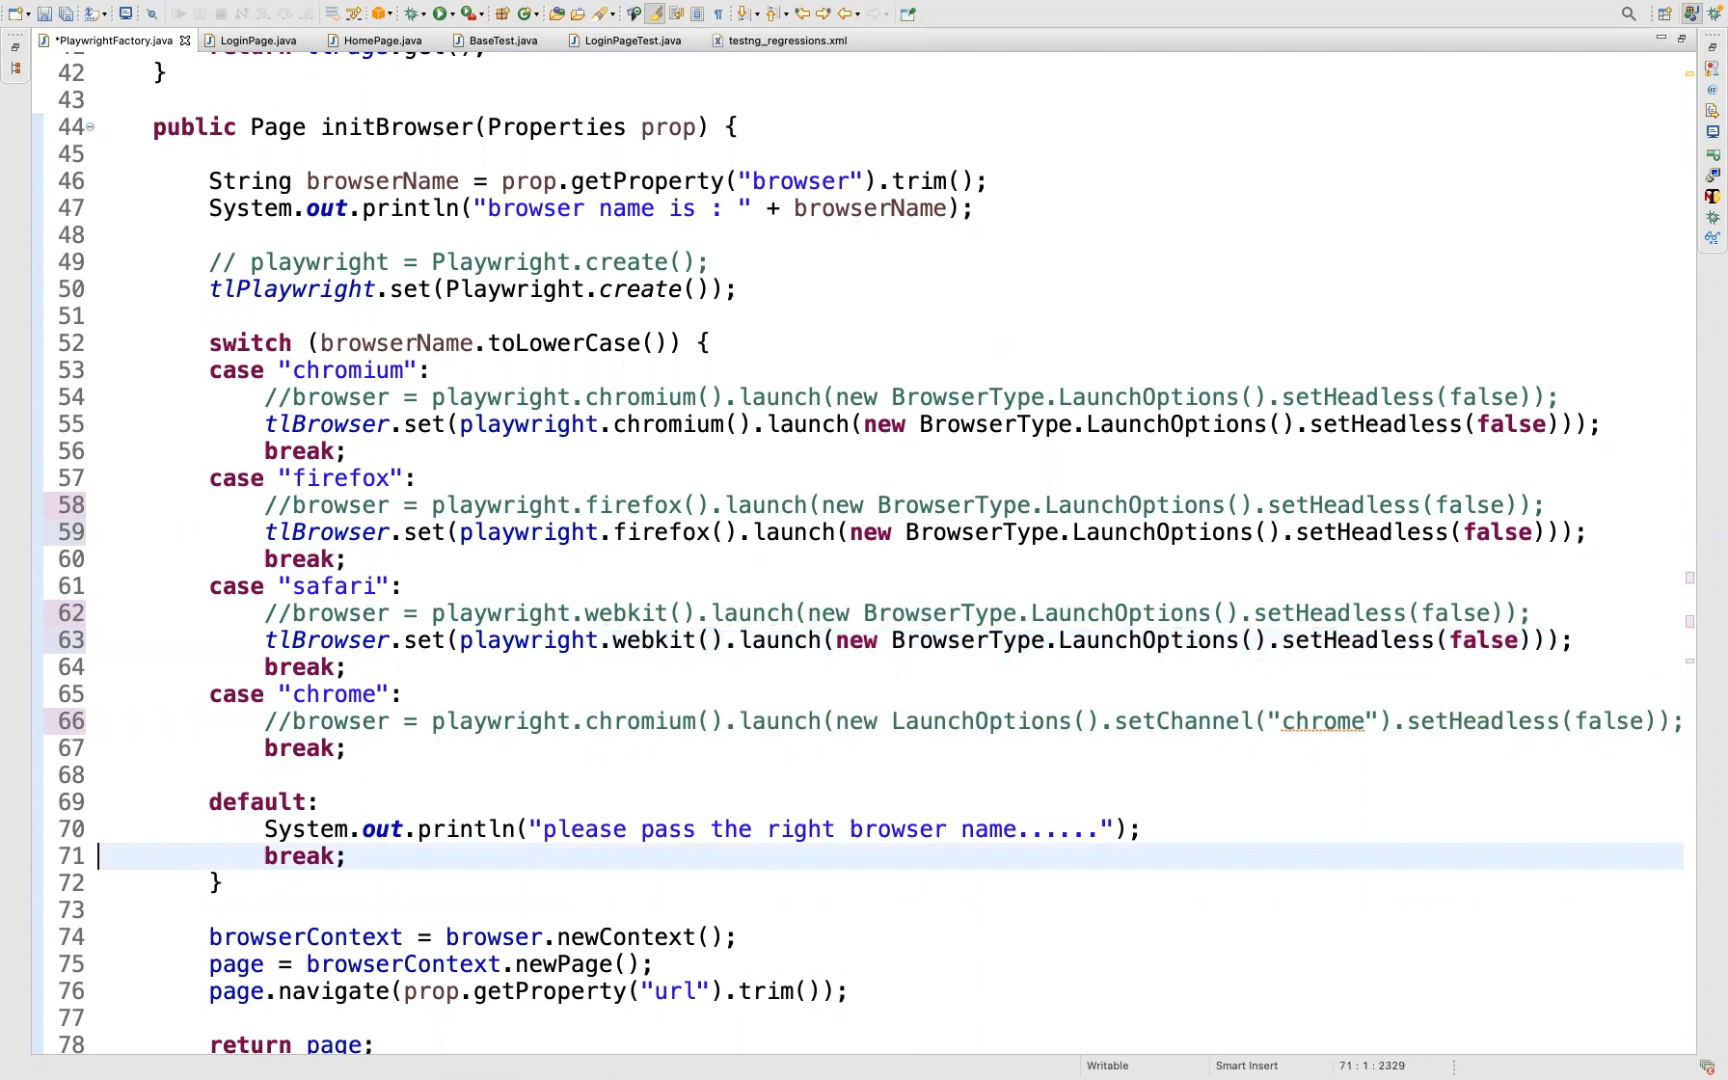 *PlaywrightFactory.java
LoginPage.java
HomePage.java
BaseTest.java
LoginPageTest.java
testng_regressions.xml
42 }
43
44 public Page initBrowser(Properties prop) {
45
46 String browserName = prop.getProperty("browser").trim();
47 System.out.println("browser name is : " + browserName);
48
49 // playwright = Playwright.create();
50 tlPlaywright.set(Playwright.create());
51
52 switch (browserName.toLowerCase()) {
53 case "chromium":
54 //browser = playwright.chromium().launch(new BrowserType.LaunchOptions().setHeadless(false));
55 tlBrowser.set(playwright.chromium().launch(new BrowserType.LaunchOptions().setHeadless(false)));
56 break;
57 case "firefox":
58 //browser = playwright.firefox().launch(new BrowserType.LaunchOptions().setHeadless(false));
59 tlBrowser.set(playwright.firefox().launch(new BrowserType.LaunchOptions().setHeadless(false)));
60 break;
61 case "safari":
62 //browser = playwright.webkit().launch(new BrowserType.LaunchOptions().setHeadless(false));
63 tlBrowser.set(playwright.webkit().launch(new BrowserType.LaunchOptions().setHeadless(false)));
64 break;
65 case "chrome":
66 //browser = playwright.chromium().launch(new LaunchOptions().setChannel("chrome").setHeadless(false));
67 break;
68
69 default:
70 System.out.println("please pass the right browser name......");
71 break;
72 }
73
74 browserContext = browser.newContext();
75 page = browserContext.newPage();
76 page.navigate(prop.getProperty("url").trim());
77
78 return page;
Writable
Smart Insert
71 : 1 : 2329